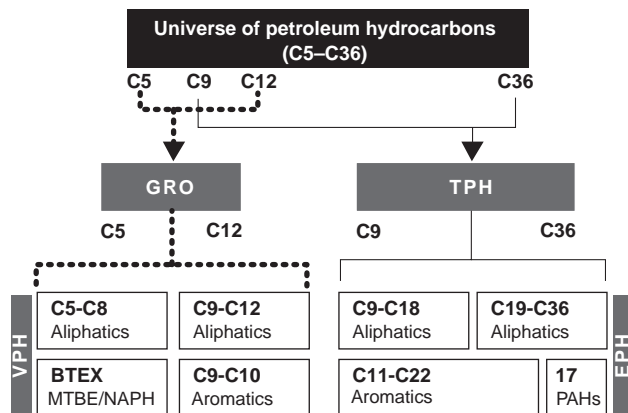 Universe of petroleum hydrocarbons
(C5–C36)
C5 C9 C12 C36
GRO TPH
C5 C12 C9 C36
VPH
C5-C8
Aliphatics
C9-C12
Aliphatics
BTEX
MTBE/NAPH
C9-C10
Aromatics
C9-C18
Aliphatics
C19-C36
Aliphatics
C11-C22
Aromatics
17
PAHs
EPH